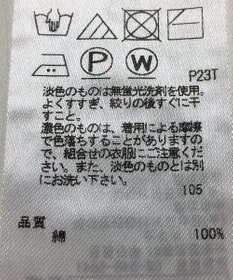 P W
P23T
淡色のものは無蛍光洗剤を使用。
よくすすぎ、絞りの後すぐに干
すこと。
濃色のものは、着用による摩擦
で色落ちすることがありますの
で、組合せの衣服にご注意くだ
さい。また、淡色のものとは別
にお洗い下さい。
105
品質
綿 100%